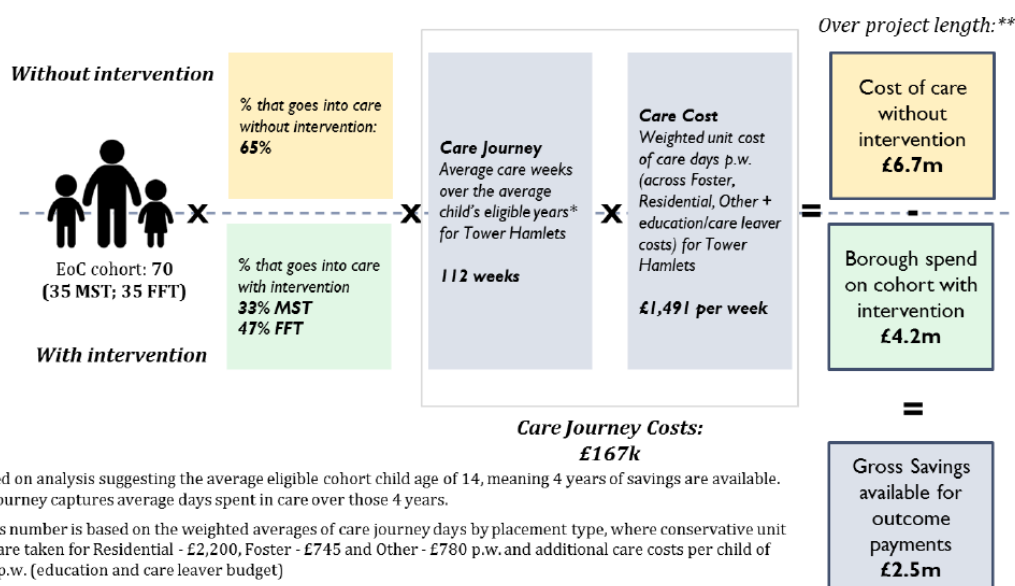 Over project length:**
Without intervention
% that goes into care
without intervention:
65%
Care Journey
Average care weeks
over the average
child's eligible years*
for Tower Hamlets
112 weeks
Care Cost
Weighted unit cost
of care days p.w.
(across Foster,
Residential, Other +
education/care leaver
costs) for Tower
Hamlets
£1,491 per week
Cost of care
without
intervention
£6.7m
x
x
x
=
-
EoC cohort: 70
(35 MST; 35 FFT)
% that goes into care
with intervention
33% MST
47% FFT
Borough spend
on cohort with
intervention
£4.2m
With intervention
=
Care Journey Costs:
£167k
Gross Savings
available for
outcome
payments
£2.5m
on analysis suggesting the average eligible cohort child age of 14, meaning 4 years of savings are available.
captures average days spent in care over those 4 years.
number is based on the weighted averages of care journey days by placement type, where conservative unit
are taken for Residential - £2,200, Foster - £745 and Other - £780 p.w. and additional care costs per child of
p.w. (education and care leaver budget)